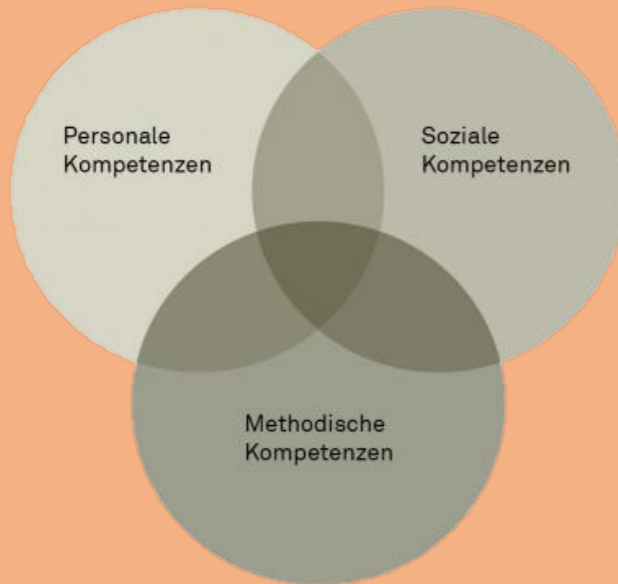 Personale
Kompetenzen
Soziale
Kompetenzen
Methodische
Kompetenzen